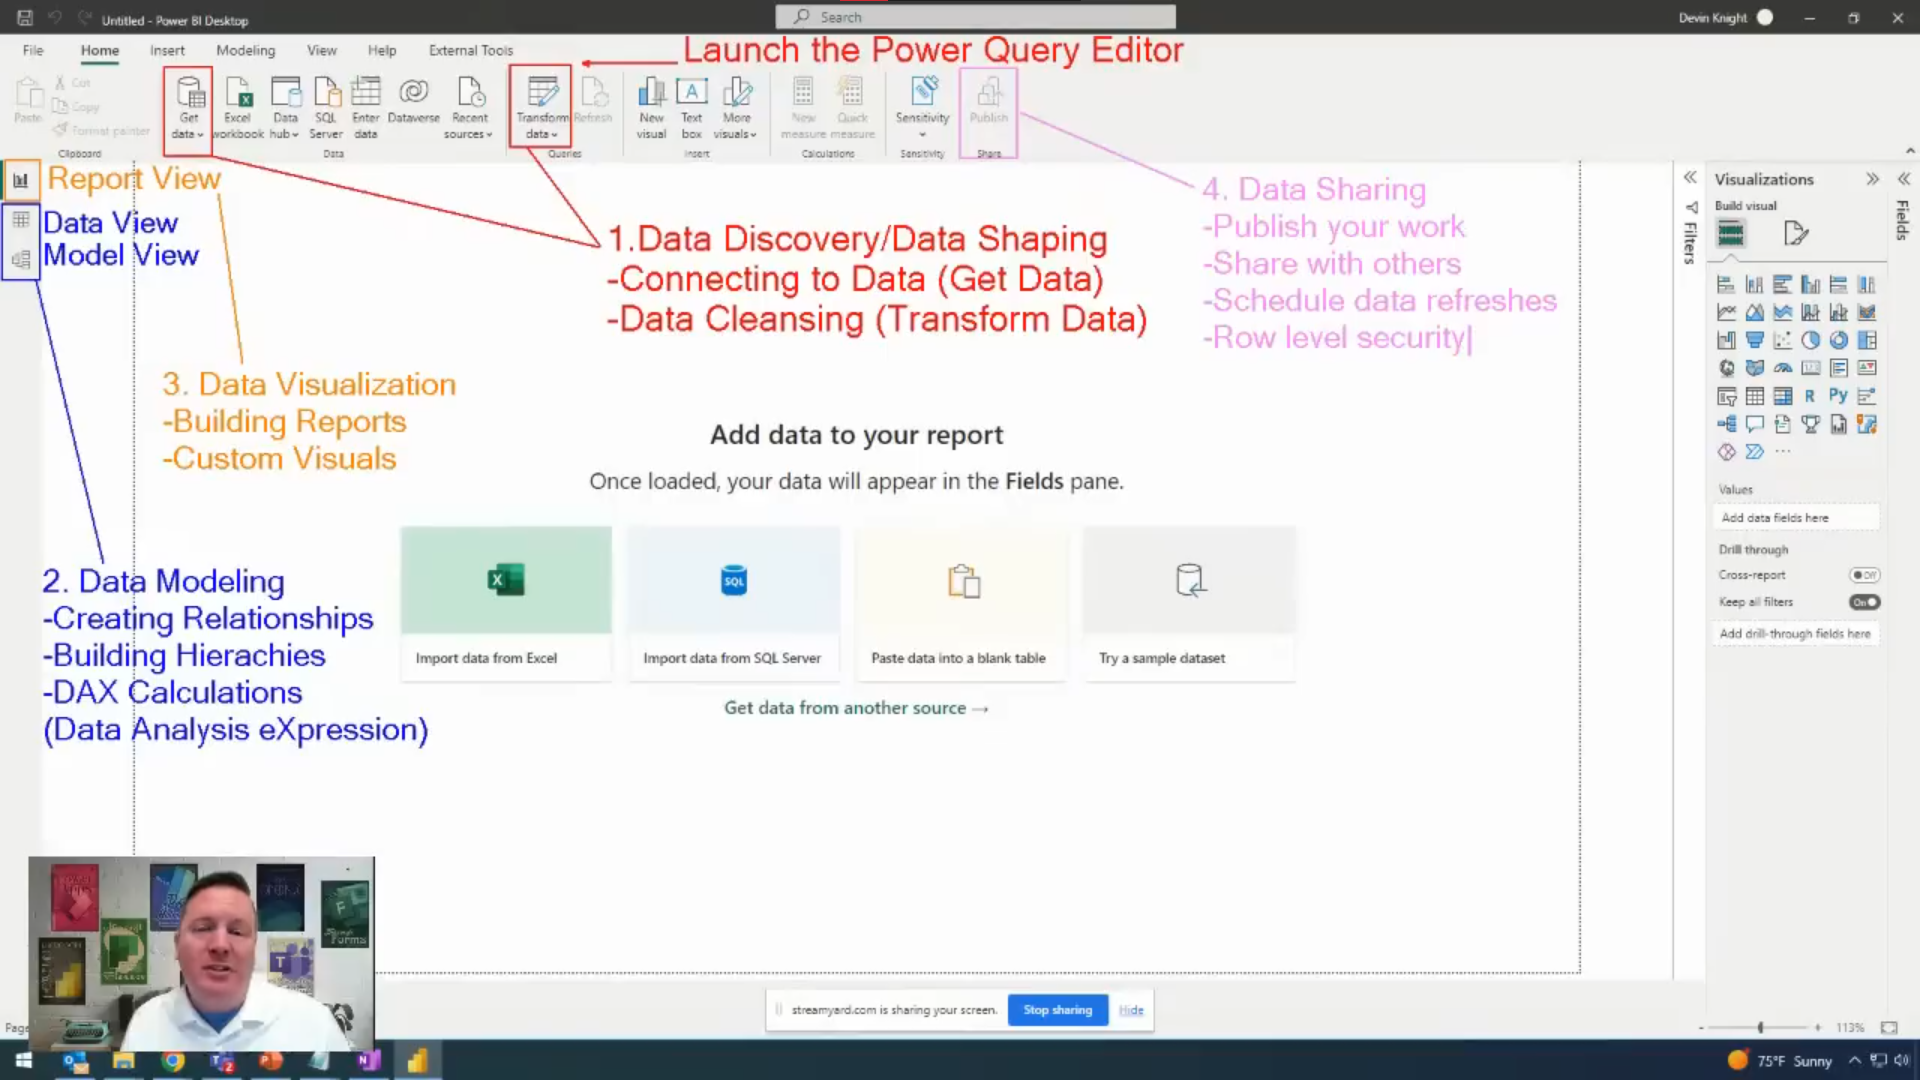 Untitled - Power BI Desktop
Search
Devin Knight
File Home Insert Modeling View Help External Tools
Launch the Power Query Editor
Paste
Cut
Copy
Format painter
Clipboard
Get data
Excel workbook
Data hub
SQL Server
Enter data
Dataverse
Recent sources
Data
Transform data
Refresh
Queries
New visual
Text box
More visuals
Insert
New measure
Quick measure
Calculations
Sensitivity
Sensitivity
Publish
Share
Report View
Data View
Model View
1.Data Discovery/Data Shaping
-Connecting to Data (Get Data)
-Data Cleansing (Transform Data)
4. Data Sharing
-Publish your work
-Share with others
-Schedule data refreshes
-Row level security
3. Data Visualization
-Building Reports
-Custom Visuals
2. Data Modeling
-Creating Relationships
-Building Hierachies
-DAX Calculations
(Data Analysis eXpression)
Add data to your report
Once loaded, your data will appear in the Fields pane.
SQL
Import data from Excel
Import data from SQL Server
Paste data into a blank table
Try a sample dataset
Get data from another source →
Filters
Visualizations
Build visual
R Py
Values
Add data fields here
Drill through
Cross-report
Off
Keep all filters
On
Add drill-through fields here
Fields
streamyard.com is sharing your screen.
Stop sharing
Hide
113%
75°F Sunny